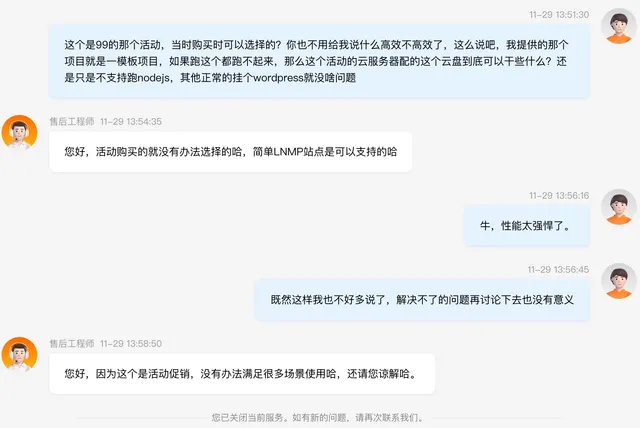 11-29 13:51:30
这个是99的那个活动，当时购买时可以选择的？你也不用给我说什么高效不高效了，这么说吧，我提供的那个
项目就是一模板项目，如果跑这个都跑不起来，那么这个活动的云服务器配的这个云盘到底可以干些什么？还
是只是不支持跑nodejs，其他正常的挂个wordpress就没啥问题
售后工程师 11-29 13:54:35
您好，活动购买的就没有办法选择的哈，简单LNMP站点是可以支持的哈
11-29 13:56:16
牛，性能太强悍了。
11-29 13:56:45
既然这样我也不好多说了，解决不了的问题再讨论下去也没有意义
售后工程师 11-29 13:58:50
您好，因为这个是活动促销，没有办法满足很多场景使用哈，还请您谅解哈。
您已关闭当前服务。如有新的问题，请再次联系我们。